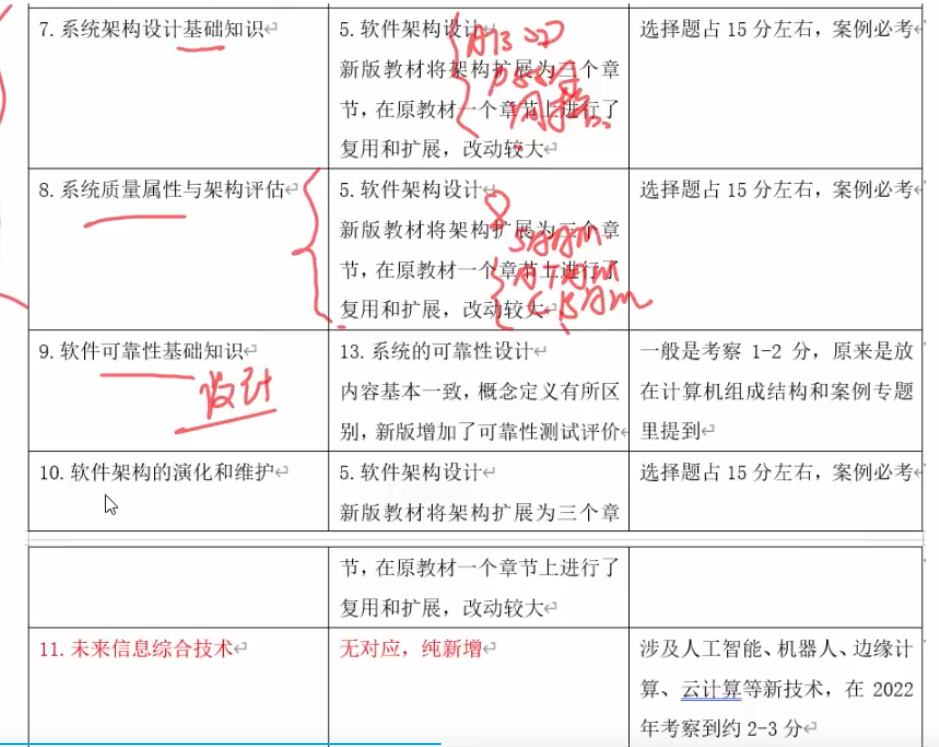 7. 系统架构设计基础知识
5. 软件架构设计
新版教材将架构扩展为三个章
节，在原教材一个章节上进行了
复用和扩展，改动较大
选择题占 15 分左右，案例必考
8. 系统质量属性与架构评估
5. 软件架构设计
新版教材将架构扩展为三个章
节，在原教材一个章节上进行了
复用和扩展，改动较大
选择题占 15 分左右，案例必考
SAAM
ATAM
CBAM
9. 软件可靠性基础知识
设计
13. 系统的可靠性设计
内容基本一致，概念定义有所区
别，新版增加了可靠性测试评价
一般是考察 1-2 分，原来是放
在计算机组成结构和案例专题
里提到
10. 软件架构的演化和维护
5. 软件架构设计
新版教材将架构扩展为三个章
节，在原教材一个章节上进行了
复用和扩展，改动较大
选择题占 15 分左右，案例必考
11. 未来信息综合技术
无对应，纯新增
涉及人工智能、机器人、边缘计
算、云计算等新技术，在 2022
年考察到约 2-3 分